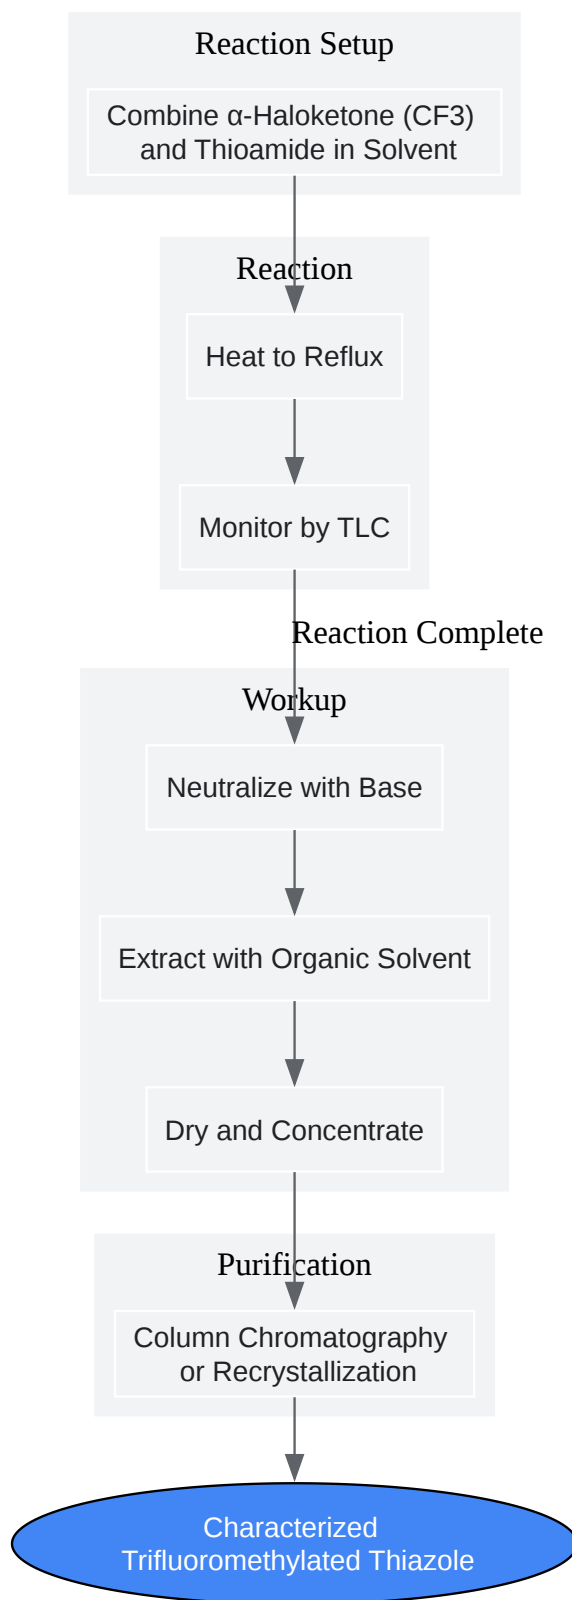 Reaction Setup
Combine α-Haloketone (CF3)
and Thioamide in Solvent
Reaction
Heat to Reflux
Monitor by TLC
Reaction Complete
Workup
Neutralize with Base
Extract with Organic Solvent
Dry and Concentrate
Purification
Column Chromatography
or Recrystallization
Characterized
Trifluoromethylated Thiazole